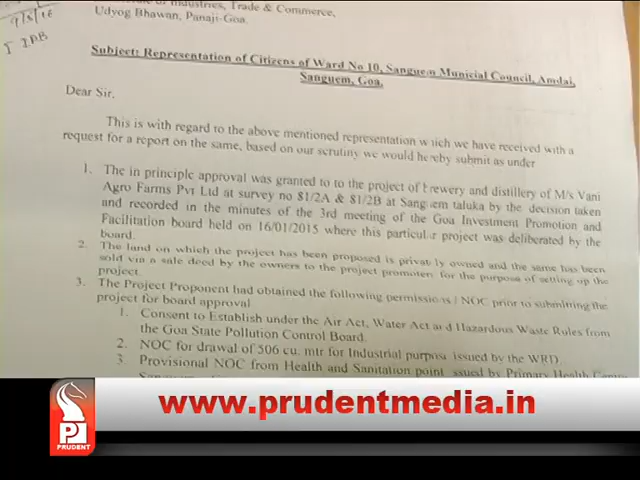 of Industries, Trade & Commerce,
Udyog Bhawan, Panaji-Goa.
9/5/16
I IPB
Subject: Representation of Citizens of Ward No 10, Sanguem Municial Council, Amdai,
Sanguem, Goa.
Dear Sir,
This is with regard to the above mentioned representation which we have received with a
request for a report on the same, based on our scrutiny we would hereby submit as under
1. The in principle approval was granted to to the project of brewery and distillery of M/s Vani
Agro Farms Pvt Ltd at survey no 81/2A & 81/2B at Sanguem taluka by the decision taken
and recorded in the minutes of the 3rd meeting of the Goa Investment Promotion and
Facilitation board held on 16/01/2015 where this particular project was deliberated by the
board.
2. The land on which the project has been proposed is privately owned and the same has been
sold via a sale deed by the owners to the project promoters for the purpose of setting up the
project.
3. The Project Proponent had obtained the following permissions / NOC prior to submitting the
project for board approval
1. Consent to Establish under the Air Act, Water Act and Hazardous Waste Rules from
the Goa State Pollution Control Board.
2. NOC for drawal of 506 cu. mtr for Industrial purpose issued by the WRD.
3 Provisional NOC from Health and Sanitation point issued by Primary Health
www.prudentmedia.in
PRUDENT